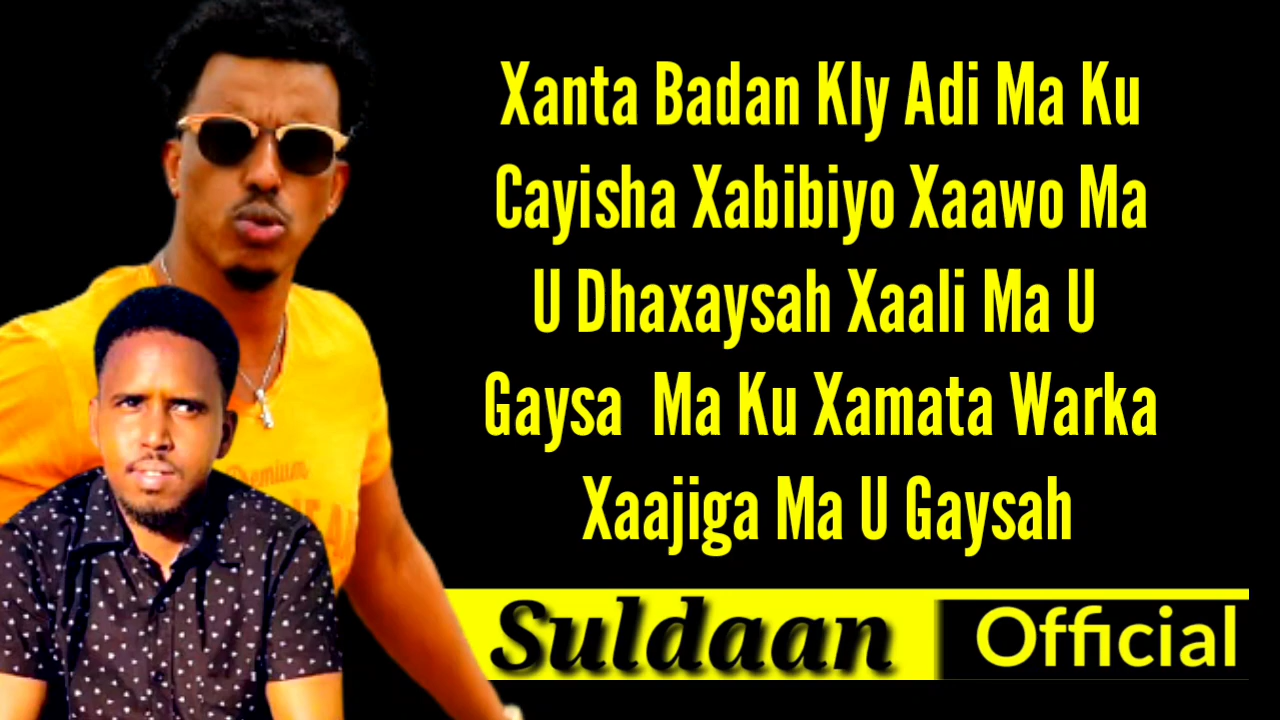 Xanta Badan Kly Adi Ma Ku
Cayisha Xabibiyo Xaawo Ma
U Dhaxaysah Xaali Ma U
Gaysa Ma Ku Xamata Warka
Xaajiga Ma U Gaysah
Premium
Suldaan Official